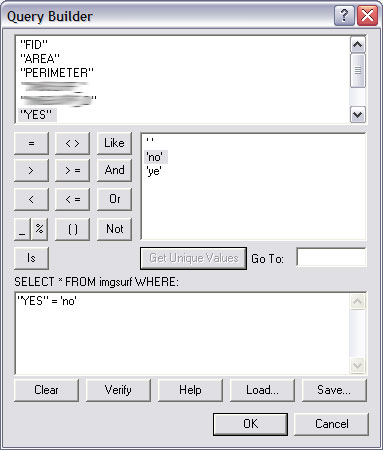 Query Builder
"FID"
"AREA"
"PERIMETER"
"
"YES"
= <> Like
> >= And
< <= Or
_ % () Not
Is
' '
'no'
'ye'
Get Unique Values Go To:
SELECT * FROM imgsurf WHERE:
"YES" = 'no'
Clear Verify Help Load... Save...
OK Cancel